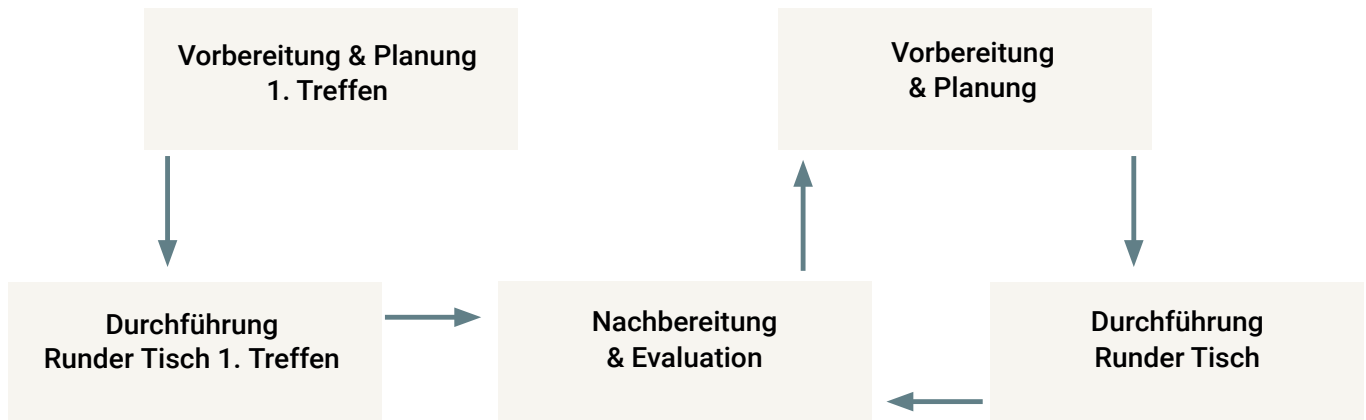 Vorbereitung & Planung
1. Treffen
Vorbereitung
& Planung
Durchführung
Runder Tisch 1. Treffen
Nachbereitung
& Evaluation
Durchführung
Runder Tisch